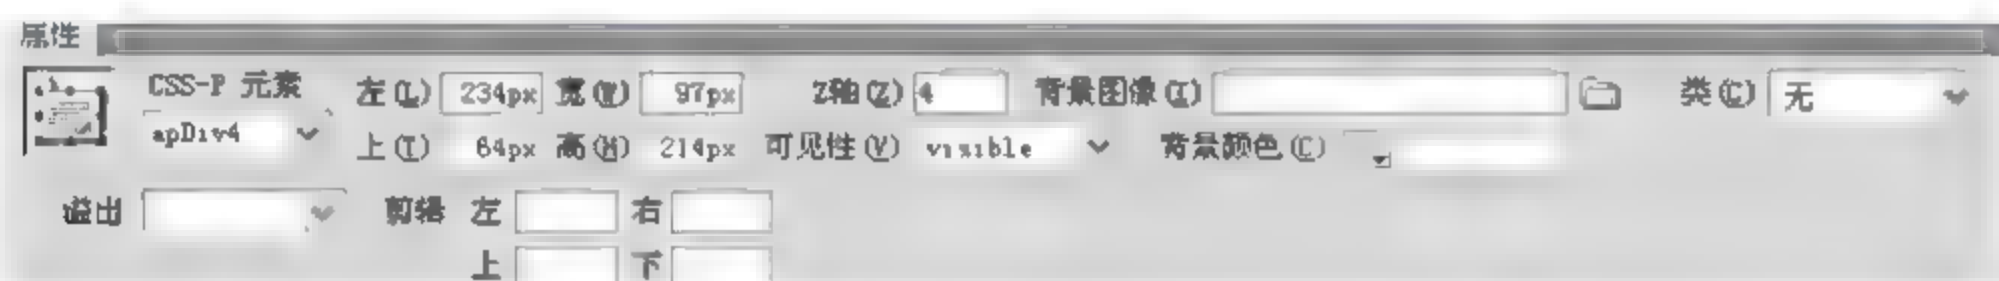 属性
CSS-P 元素 左(L) 234px 宽(W) 97px Z轴(Z) 4 背景图像(I) 类(C) 无
apDiv4 上(T) 64px 高(H) 214px 可见性(V) visible 背景颜色(C)
溢出 剪辑 左 右
上 下